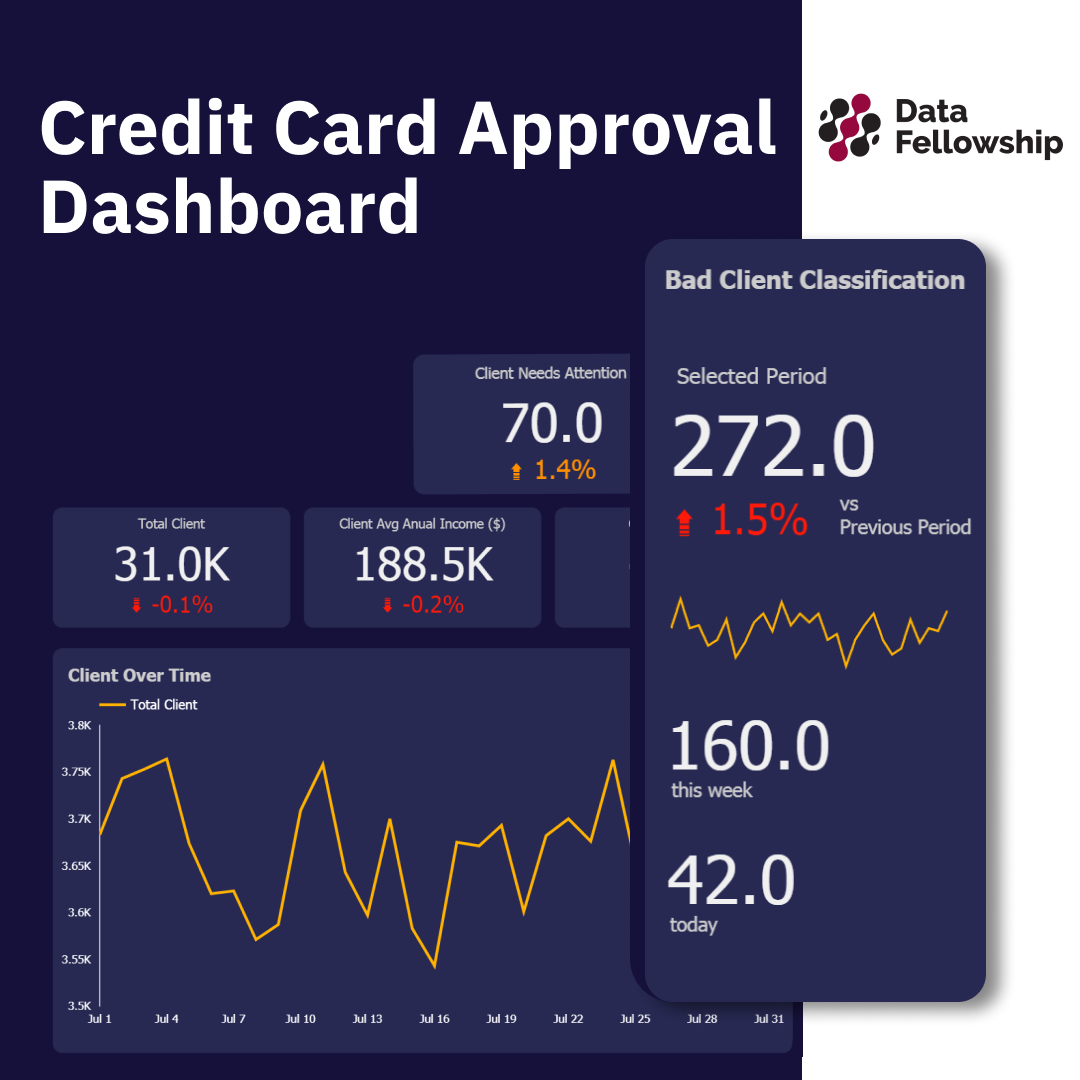 Credit Card Approval
Dashboard
Data
Fellowship
Bad Client Classification
Selected Period
272.0
1.5%
vs
Previous Period
160.0
this week
42.0
today
Client Needs Attention
70.0
1.4%
Total Client
31.0K
-0.1%
Client Avg Anual Income ($)
188.5K
-0.2%
Client Over Time
Total Client
3.8K
3.75K
3.7K
3.65K
3.6K
3.55K
3.5K
Jul 1 Jul 4 Jul 7 Jul 10 Jul 13 Jul 16 Jul 19 Jul 22 Jul 25 Jul 28 Jul 31